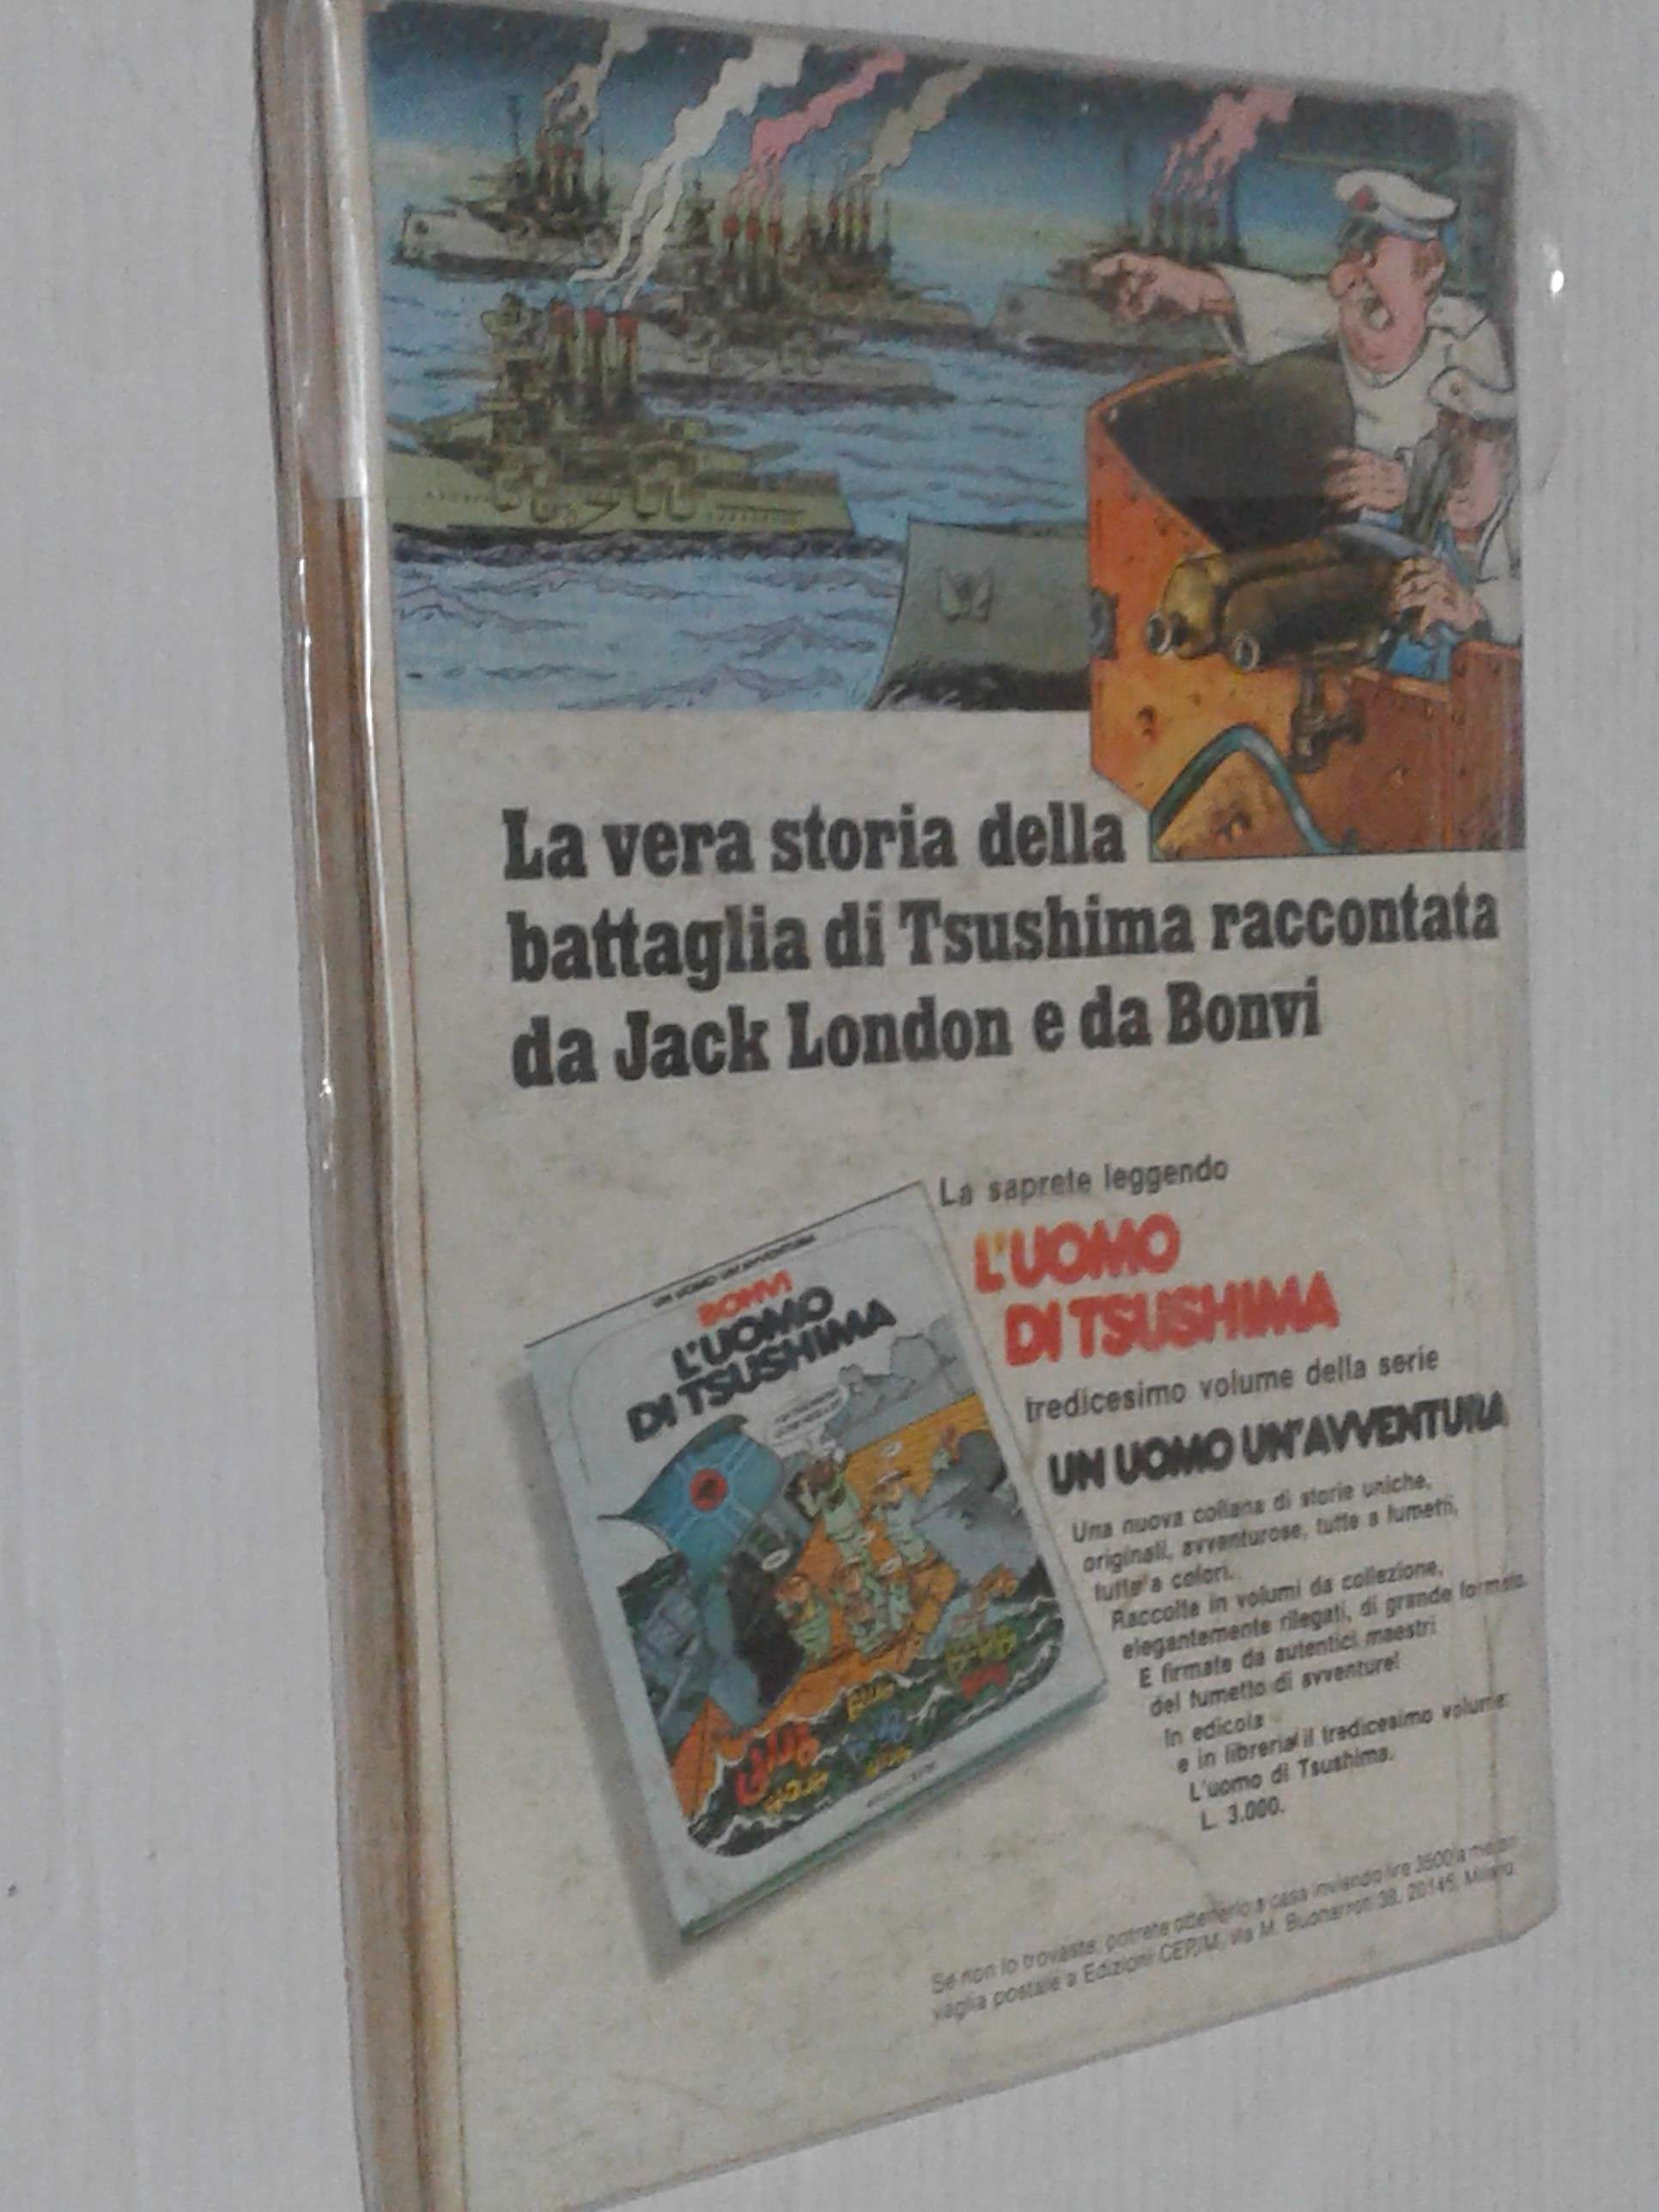 La vera storia della
battaglia di Tsushima raccontata
da Jack London e da Bonvi
La saprete leggendo
L'UOMO
DI TSUSHIMA
tredicesimo volume della serie
UN UOMO UN'AVVENTURA
Una nuova collana di storie uniche,
originali, avventurose, tutte a fumetti,
tutte a colori.
Raccolte in volumi da collezione,
elegantemente rilegati, di grande formato.
E firmate da autentici maestri
del fumetto di avventure!
In edicola
e in libreria il tredicesimo volume:
L'uomo di Tsushima.
L. 3.000.
UN UOMO UN'AVVENTURA
BONVI
L'UOMO
DI TSUSHIMA
Se non lo trovaste, potrete ottenerlo a casa inviando lire 3500 a mezzo
vaglia postale a Edizioni CEPIM, via M. Buonarroti 38, 20145, Milano